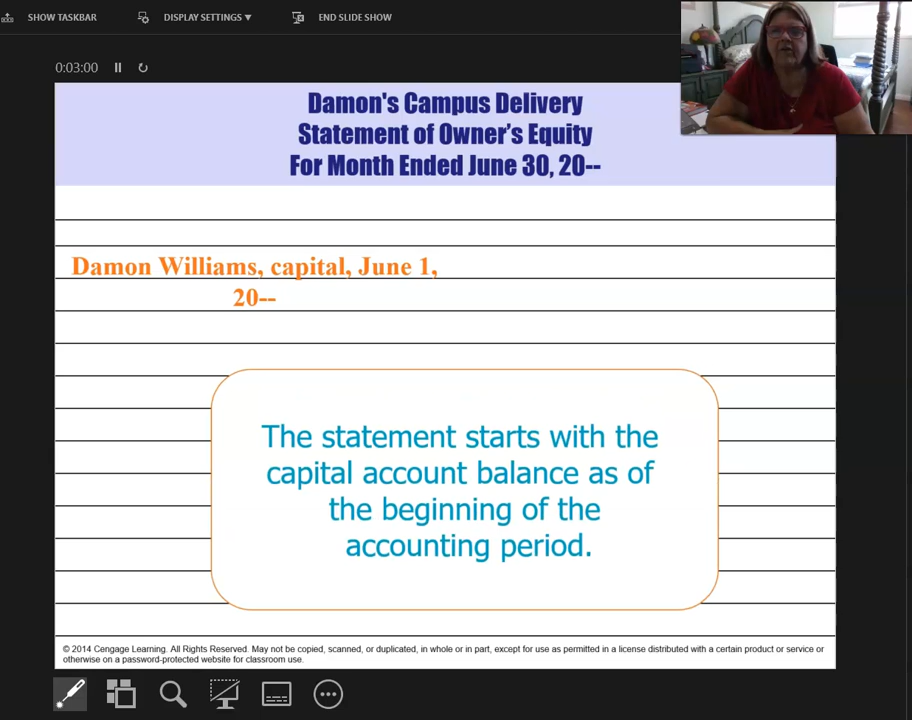 SHOW TASKBAR
DISPLAY SETTINGS ▼
END SLIDE SHOW
0:03:00
Damon's Campus Delivery
Statement of Owner’s Equity
For Month Ended June 30, 20--
Damon Williams, capital, June 1,
20--
The statement starts with the
capital account balance as of
the beginning of the
accounting period.
© 2014 Cengage Learning. All Rights Reserved. May not be copied, scanned, or duplicated, in whole or in part, except for use as permitted in a license distributed with a certain product or service or
otherwise on a password-protected website for classroom use.